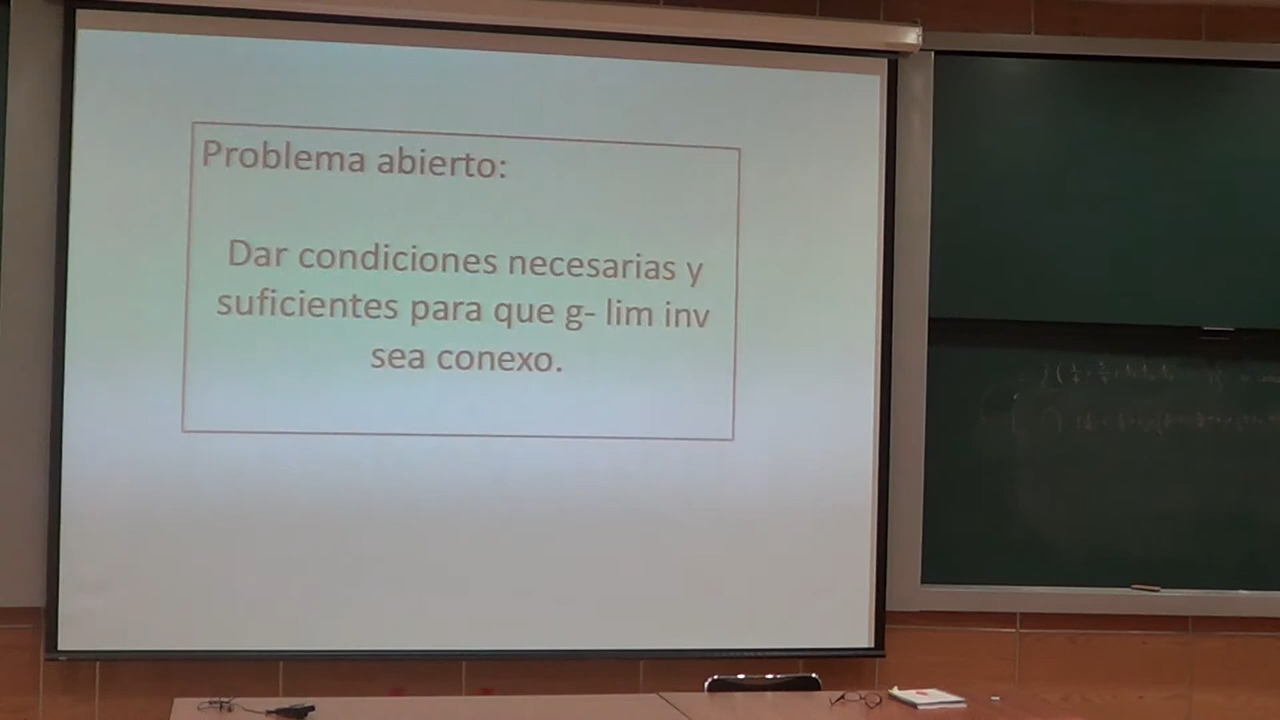 Problema abierto:
Dar condiciones necesarias y
suficientes para que g- lim inv
sea conexo.